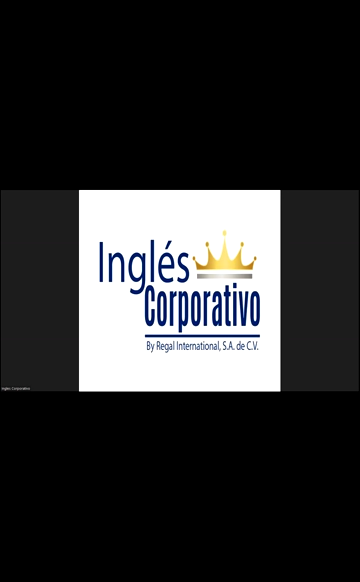 Inglés
Corporativo
By Regal International, S.A. de C.V.
Inglés Corporativo